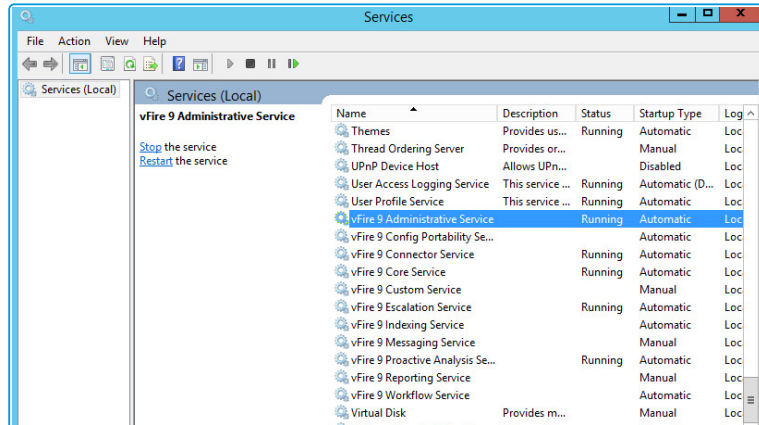 Services
File Action View Help
Services (Local)
Services (Local)
vFire 9 Administrative Service
Stop the service
Restart the service
Name Description Status Startup Type Log
Themes Provides us... Running Automatic Loc
Thread Ordering Server Provides or... Manual Loc
UPnP Device Host Allows UPn... Disabled Loc
User Access Logging Service This service ... Running Automatic (D... Loc
User Profile Service This service ... Running Automatic Loc
vFire 9 Administrative Service Running Automatic Loc
vFire 9 Config Portability Se... Automatic Loc
vFire 9 Connector Service Running Automatic Loc
vFire 9 Core Service Running Automatic Loc
vFire 9 Custom Service Manual Loc
vFire 9 Escalation Service Running Automatic Loc
vFire 9 Indexing Service Automatic Loc
vFire 9 Messaging Service Manual Loc
vFire 9 Proactive Analysis Se... Running Automatic Loc
vFire 9 Reporting Service Manual Loc
vFire 9 Workflow Service Automatic Loc
Virtual Disk Provides m... Manual Loc